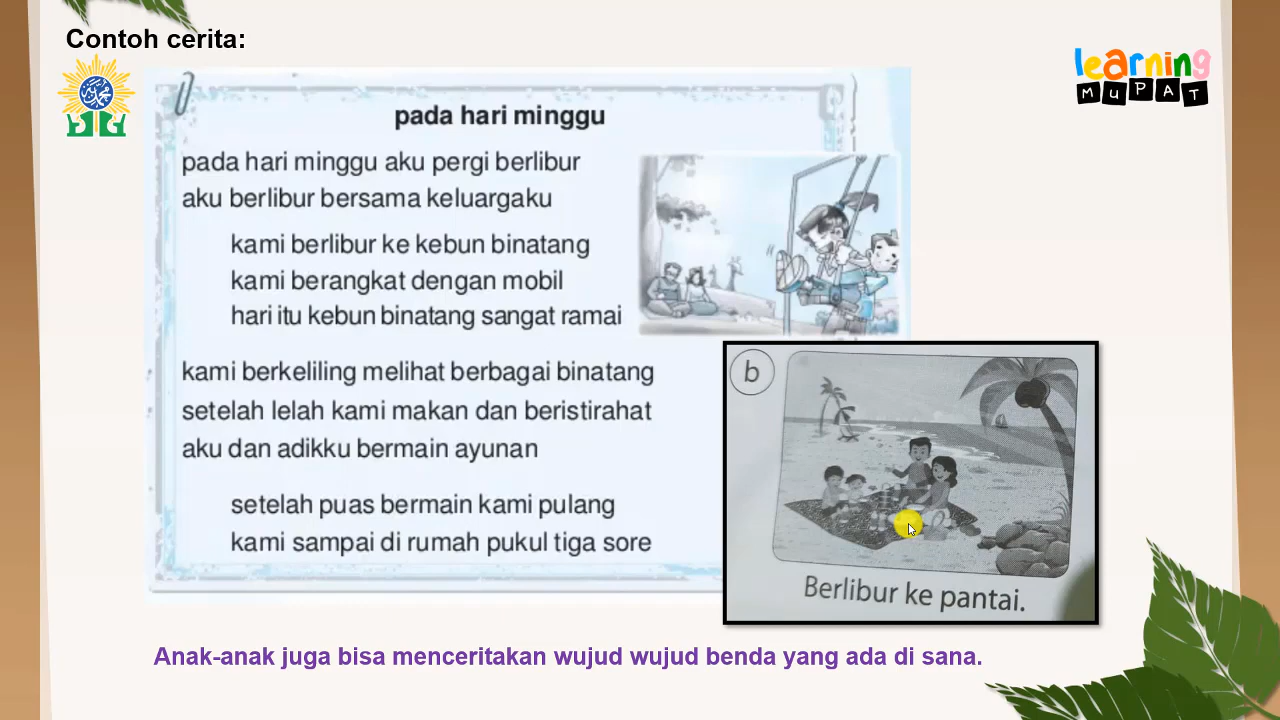 Contoh cerita:
learning
MUPAT
pada hari minggu
pada hari minggu aku pergi berlibur
aku berlibur bersama keluargaku
kami berlibur ke kebun binatang
kami berangkat dengan mobil
hari itu kebun binatang sangat ramai
kami berkeliling melihat berbagai binatang
setelah lelah kami makan dan beristirahat
aku dan adikku bermain ayunan
setelah puas bermain kami pulang
kami sampai di rumah pukul tiga sore
b
Berlibur ke pantai.
Anak-anak juga bisa menceritakan wujud wujud benda yang ada di sana.